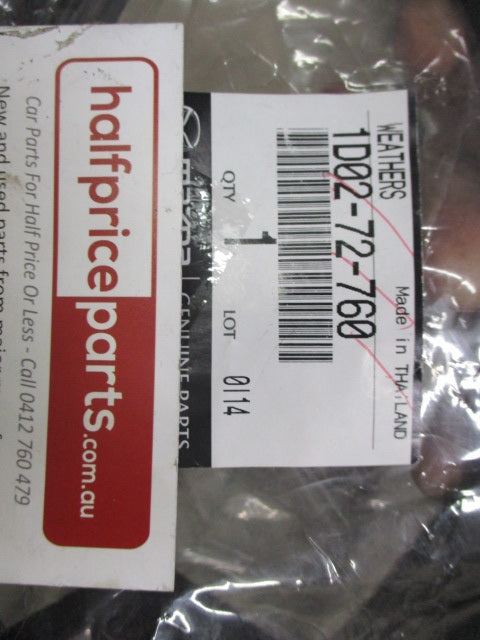 halfpriceparts.com.au
Car Parts For Half Price Or Less - Call 0412 760 479
WEATHERS
Made in THAILAND
1D02-72-760
QTY 1 LOT 0114
mazda | GENUINE PARTS